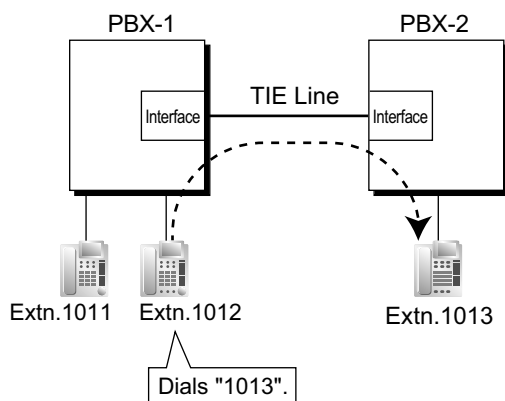 PBX-1
PBX-2
TIE Line
Interface
Interface
Extn.1011
Extn.1012
Extn.1013
Dials "1013".